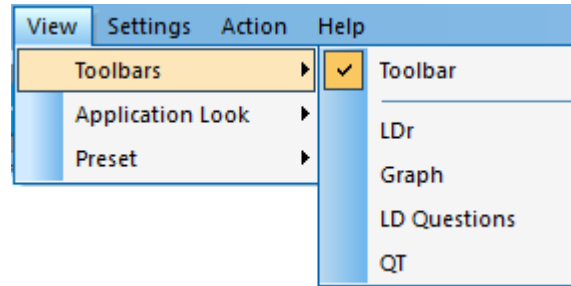 View Settings Action Help
Toolbars
Application Look
Preset
Toolbar
LDr
Graph
LD Questions
QT